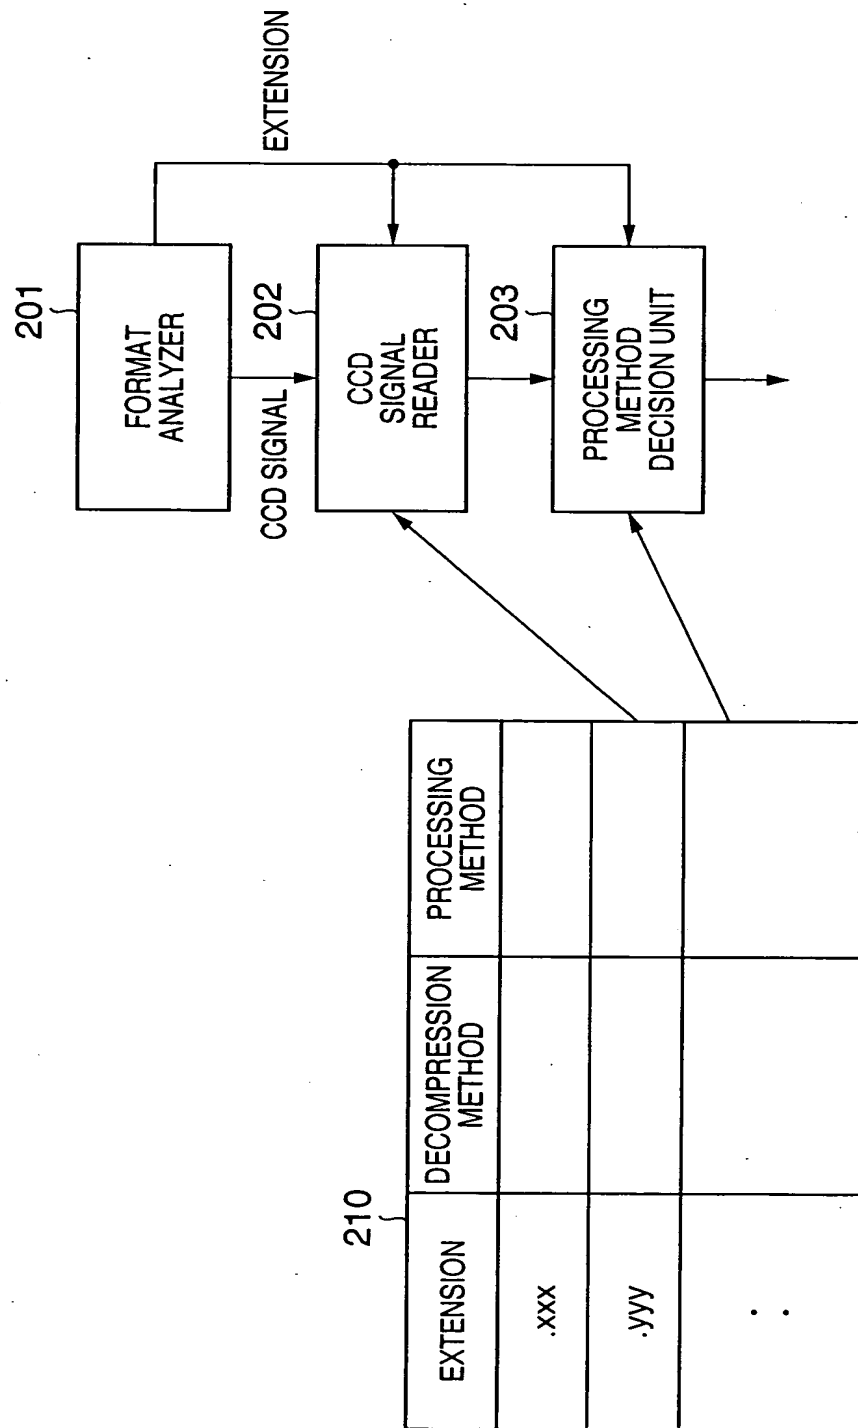 201
FORMAT
ANALYZER
EXTENSION
CCD SIGNAL
202
CCD
SIGNAL
READER
203
PROCESSING
METHOD
DECISION UNIT
210
EXTENSION
DECOMPRESSION
METHOD
PROCESSING
METHOD
.xxx
.yyy